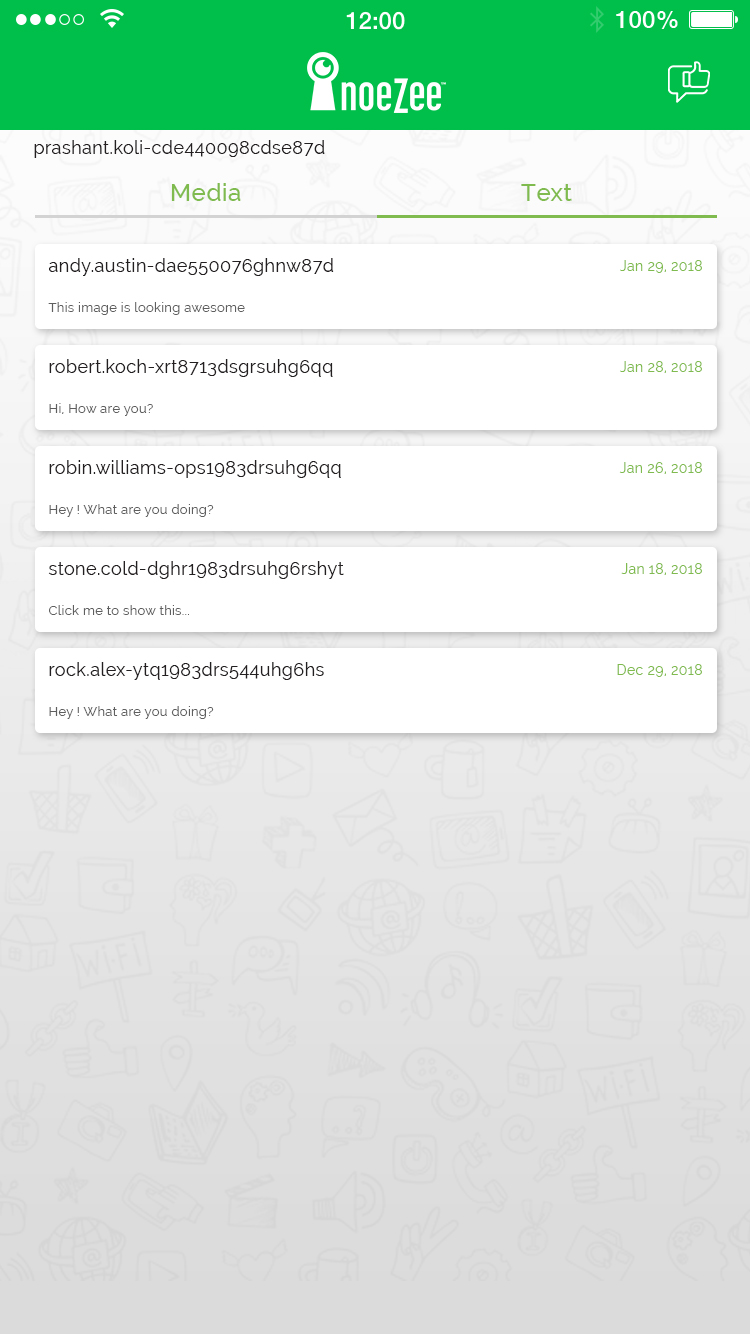 12:00
100%
inoeZee™
prashant.koli-cde440098cdse87d
Media
Text
andy.austin-dae550076ghnw87d
Jan 29, 2018
This image is looking awesome
robert.koch-xrt8713dsgrsuhg6qq
Jan 28, 2018
Hi, How are you?
robin.williams-ops1983drsuhg6qq
Jan 26, 2018
Hey ! What are you doing?
stone.cold-dghr1983drsuhg6rshyt
Jan 18, 2018
Click me to show this...
rock.alex-ytq1983drs544uhg6hs
Dec 29, 2018
Hey ! What are you doing?
WiFi
WiFi